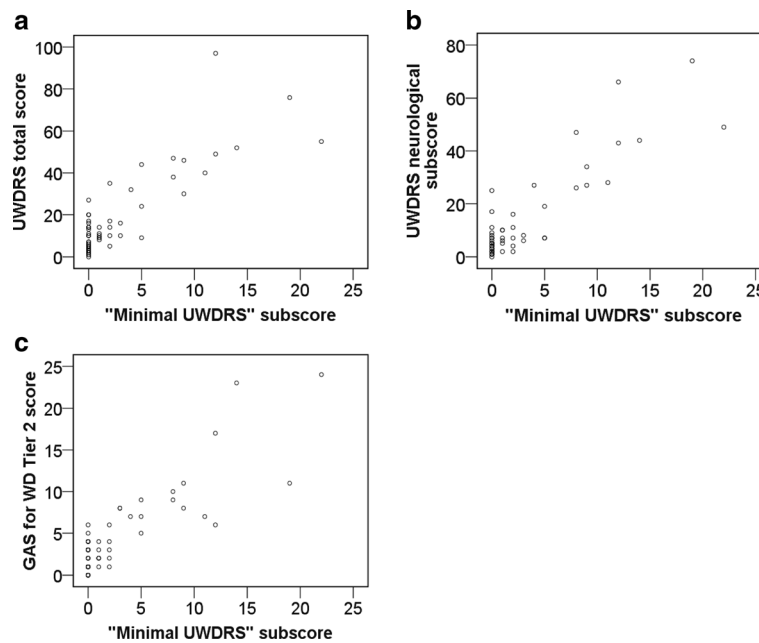 a
UWDRS total score
100
80
60
40
20
0
0 5 10 15 20 25
"Minimal UWDRS" subscore
b
UWDRS neurological
subscore
80
60
40
20
0
0 5 10 15 20 25
"Minimal UWDRS" subscore
c
GAS for WD Tier 2 score
25
20
15
10
5
0
0 5 10 15 20 25
"Minimal UWDRS" subscore